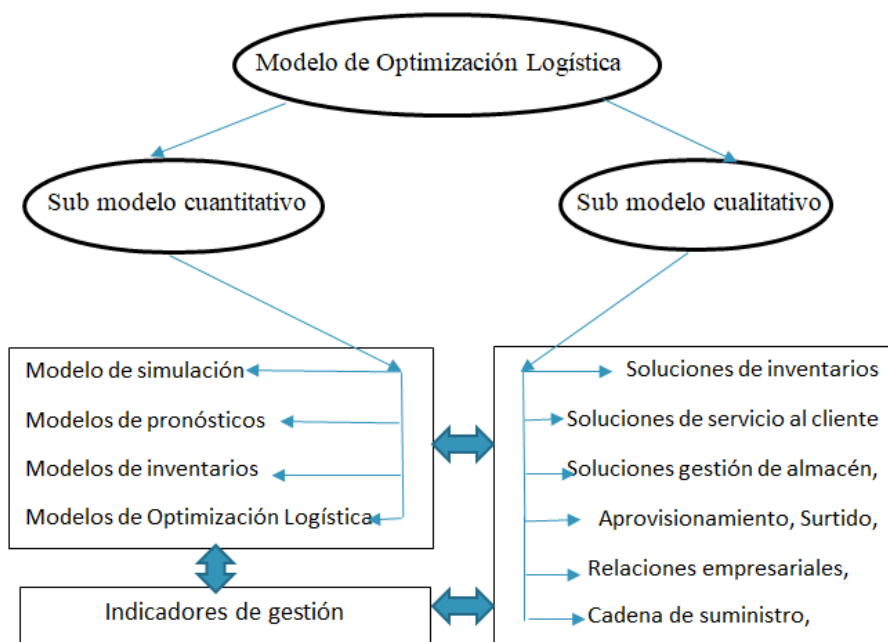 Modelo de Optimización Logística
Sub modelo cuantitativo
Sub modelo cualitativo
Modelo de simulación
Modelos de pronósticos
Modelos de inventarios
Modelos de Optimización Logística
Indicadores de gestión
Soluciones de inventarios
Soluciones de servicio al cliente
Soluciones gestión de almacén,
Aprovisionamiento, Surtido,
Relaciones empresariales,
Cadena de suministro,